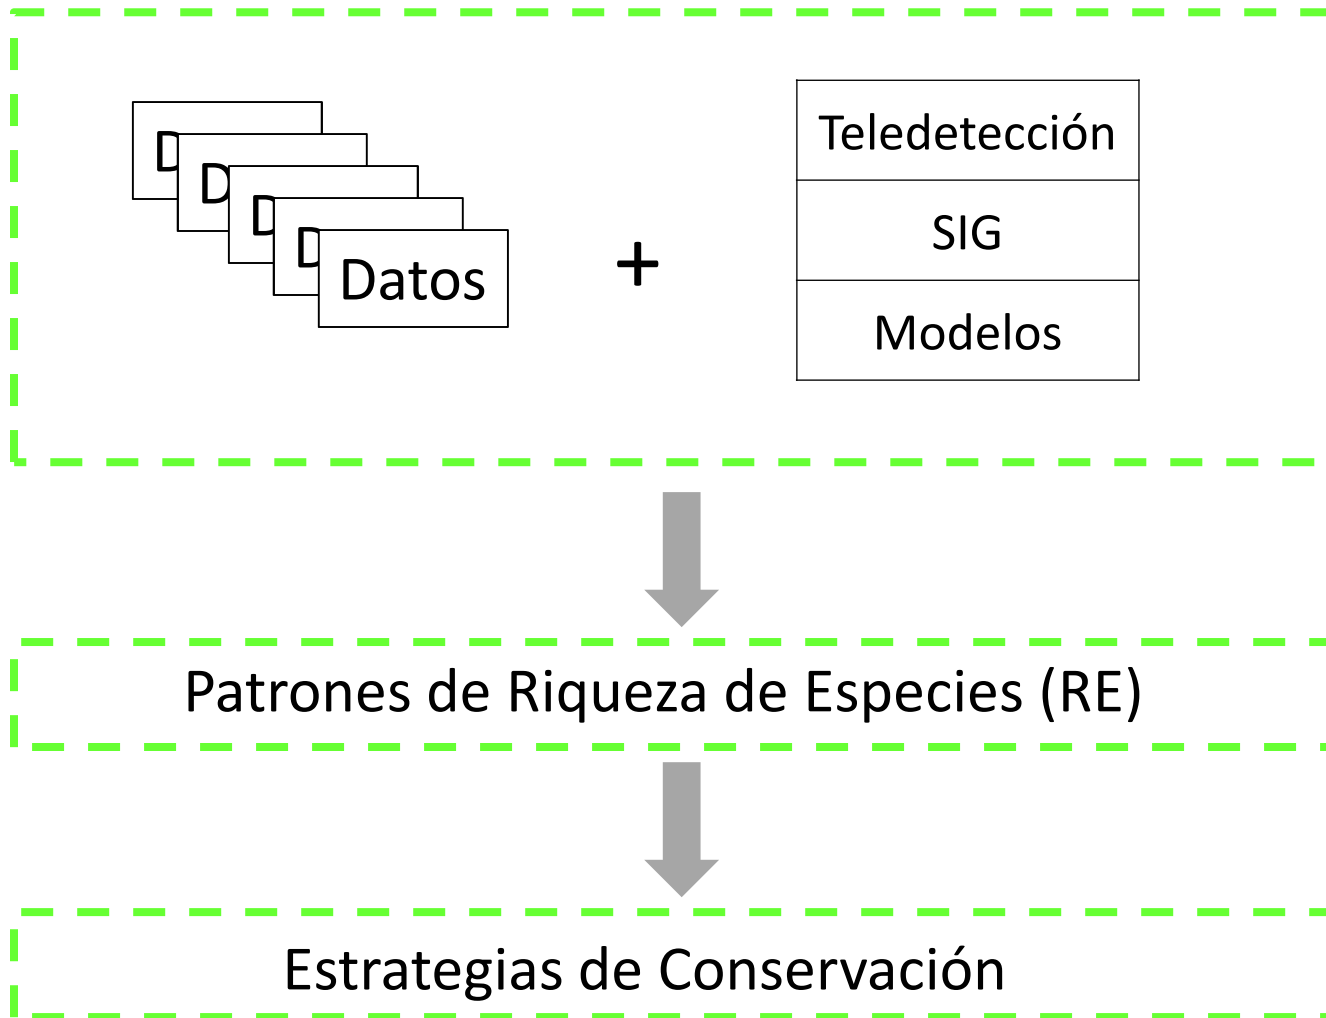 D
D
D
D
Datos
+
Teledetección
SIG
Modelos
Patrones de Riqueza de Especies (RE)
Estrategias de Conservación